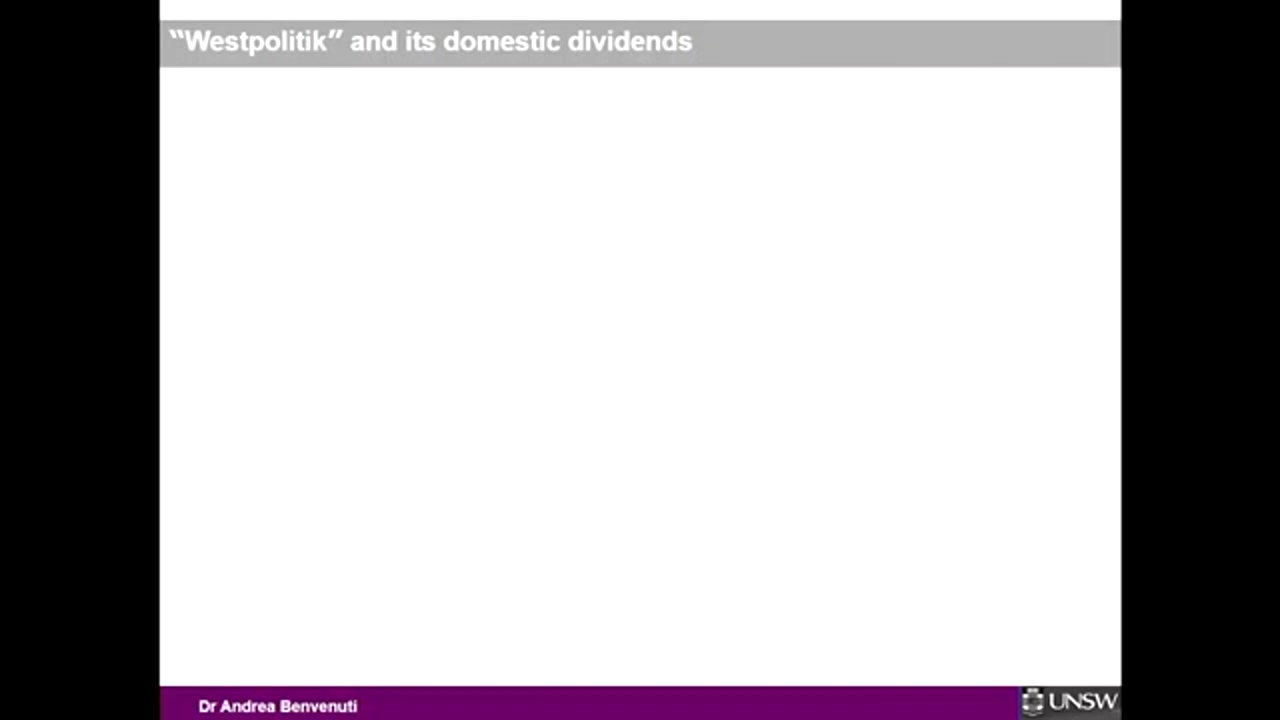 “Westpolitik” and its domestic dividends
Dr Andrea Benvenuti
UNSW